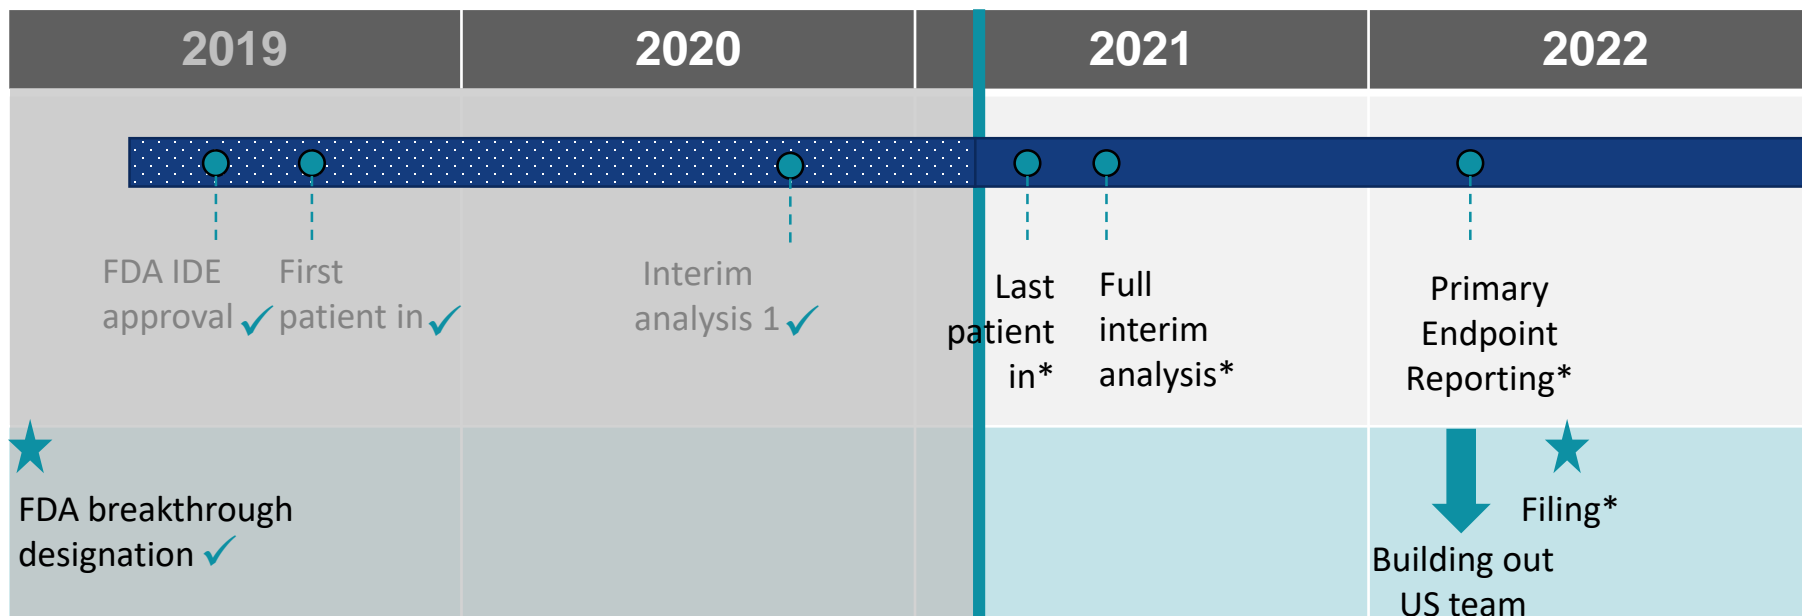 2019
2020
2021
2022
FDA IDE
approval
First
patient in
Interim
analysis 1
Last
patient
in*
Full
interim
analysis*
Primary
Endpoint
Reporting*
FDA breakthrough
designation
Filing*
Building out
US team